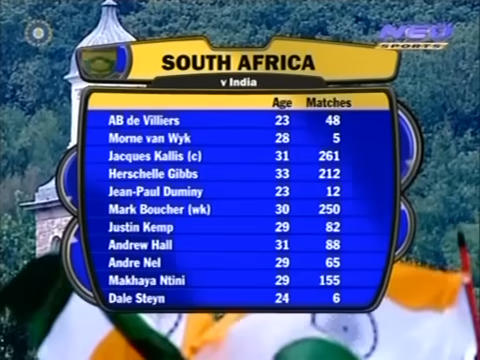 NEO
SPORTS
SOUTH AFRICA
v India
Age Matches
AB de Villiers 23 48
Morne van Wyk 28 5
Jacques Kallis (c) 31 261
Herschelle Gibbs 33 212
Jean-Paul Duminy 23 12
Mark Boucher (wk) 30 250
Justin Kemp 29 82
Andrew Hall 31 88
Andre Nel 29 65
Makhaya Ntini 29 155
Dale Steyn 24 6